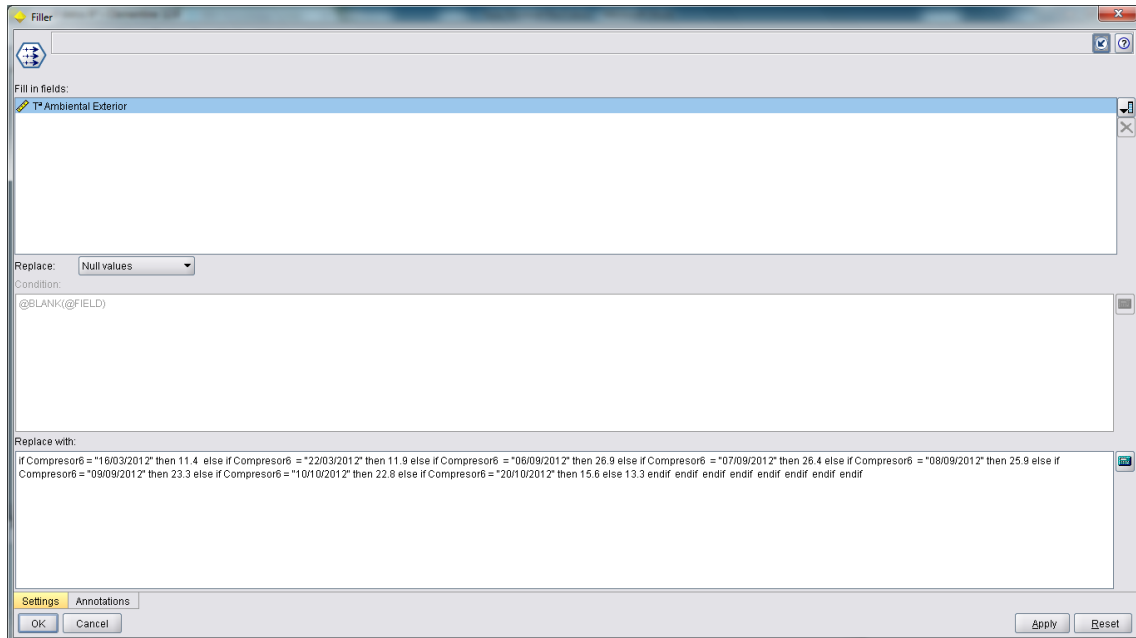 Filler
Fill in fields:
Tª Ambiental Exterior
Replace:
Null values
Condition:
@BLANK(@FIELD)
Replace with:
if Compresor6 = "16/03/2012" then 11.4  else if Compresor6  = "22/03/2012" then 11.9 else if Compresor6  = "06/09/2012" then 26.9 else if Compresor6  = "07/09/2012" then 26.4 else if Compresor6  = "08/09/2012" then 25.9 else if
Compresor6  = "09/09/2012" then 23.3 else if Compresor6 = "10/10/2012" then 22.8 else if Compresor6 = "20/10/2012" then 15.6 else 13.3 endif  endif  endif  endif  endif  endif  endif  endif
Settings Annotations
OK Cancel Apply Reset